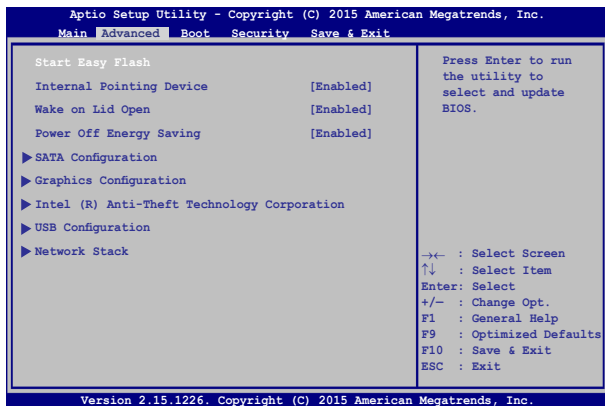 Aptio Setup Utility - Copyright (C) 2015 American Megatrends, Inc.
Main Advanced Boot Security Save & Exit
Start Easy Flash
Internal Pointing Device [Enabled]
Wake on Lid Open [Enabled]
Power Off Energy Saving [Enabled]
SATA Configuration
Graphics Configuration
Intel (R) Anti-Theft Technology Corporation
USB Configuration
Network Stack
Press Enter to run
the utility to
select and update
BIOS.
→← : Select Screen
↑↓ : Select Item
Enter: Select
+/— : Change Opt.
F1 : General Help
F9 : Optimized Defaults
F10 : Save & Exit
ESC : Exit
Version 2.15.1226. Copyright (C) 2015 American Megatrends, Inc.